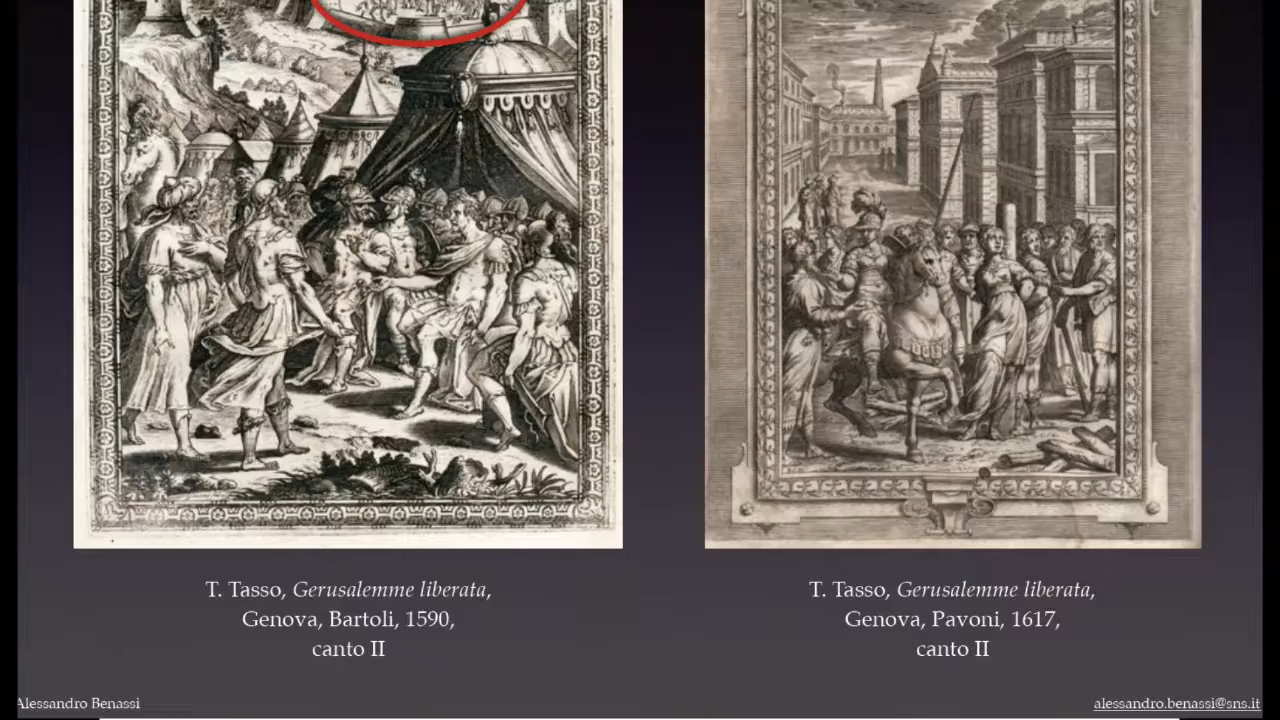 T. Tasso, Gerusalemme liberata,
Genova, Bartoli, 1590,
canto II
T. Tasso, Gerusalemme liberata,
Genova, Pavoni, 1617,
canto II
Alessandro Benassi
alessandro.benassi@sns.it